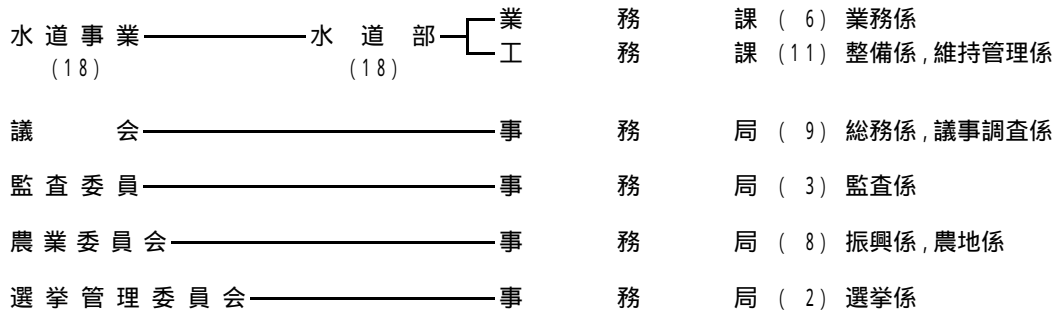 業務課 ( 6) 業務係
水道事業 水道部
工務課 (11) 整備係,維持管理係
(18) (18)
議会 事務局 ( 9) 総務係,議事調査係
監査委員 事務局 ( 3) 監査係
農業委員会 事務局 ( 8) 振興係,農地係
選挙管理委員会 事務局 ( 2) 選挙係